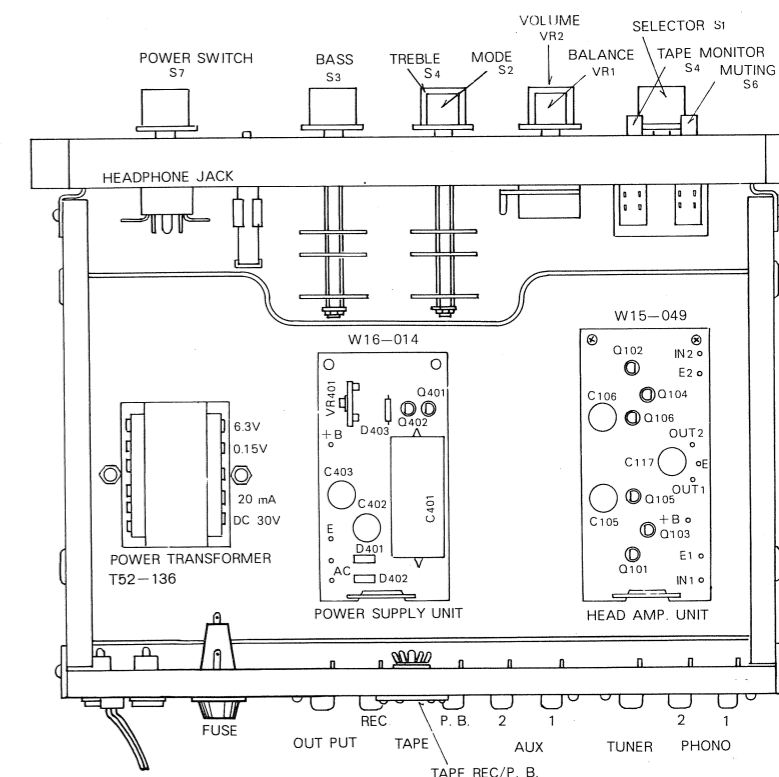 VOLUME
VR2
SELECTOR S1
POWER SWITCH
S7
BASS
S3
TREBLE
S4
MODE
S2
BALANCE
VR1
TAPE MONITOR
S4
MUTING
S6
HEADPHONE JACK
W16-014
W15-049
VR401
D403
Q402
Q401
+B
C403
C402
C401
E
D401
AC
D402
POWER SUPPLY UNIT
6.3V
0.15V
20 mA
DC 30V
POWER TRANSFORMER
T52-136
Q102
IN2
E2
Q104
C106
Q106
OUT2
C117
E
OUT1
Q105
C105
+B
Q103
Q101
E1
IN1
HEAD AMP. UNIT
FUSE
OUT PUT
REC
TAPE
P. B.
2
1
AUX
TUNER
2
1
PHONO
TAPE REC/P. B.